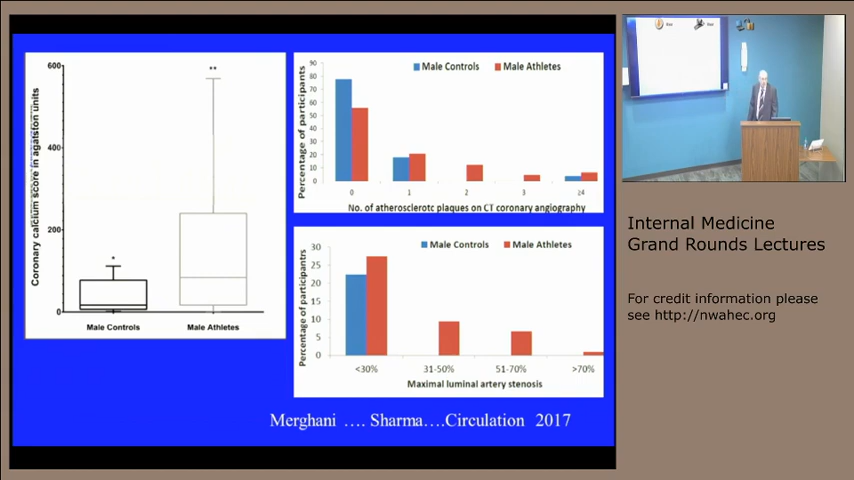 Coronary calcium score in agatston units
600
400
200
0
*
**
Male Controls
Male Athletes
Male Controls
Male Athletes
Percentage of participants
90
80
70
60
50
40
30
20
10
0
0
1
2
3
≥4
No. of atherosclerotc plaques on CT coronary angiography
Male Controls
Male Athletes
Percentage of participantrs
30
25
20
15
10
5
0
<30%
31-50%
51-70%
>70%
Maximal luminal artery stenosis
Merghani …. Sharma….Circulation 2017
Internal Medicine
Grand Rounds Lectures
For credit information please
see http://nwahec.org